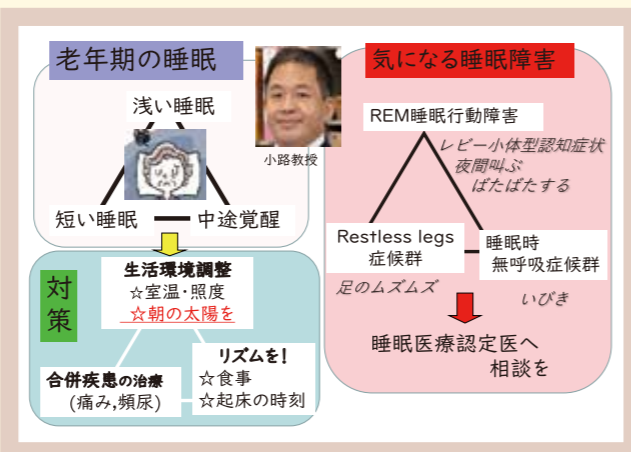 老年期の睡眠
浅い睡眠
短い睡眠
中途覚醒
小路教授
対策
生活環境調整
☆室温・照度
☆朝の太陽を
リズムを!
☆食事
☆起床の時刻
合併疾患の治療
(痛み,頻尿)
気になる睡眠障害
REM睡眠行動障害
レビー小体型認知症状
夜間叫ぶ
ばたばたする
Restless legs
症候群
足のムズムズ
睡眠時
無呼吸症候群
いびき
睡眠医療認定医へ
相談を